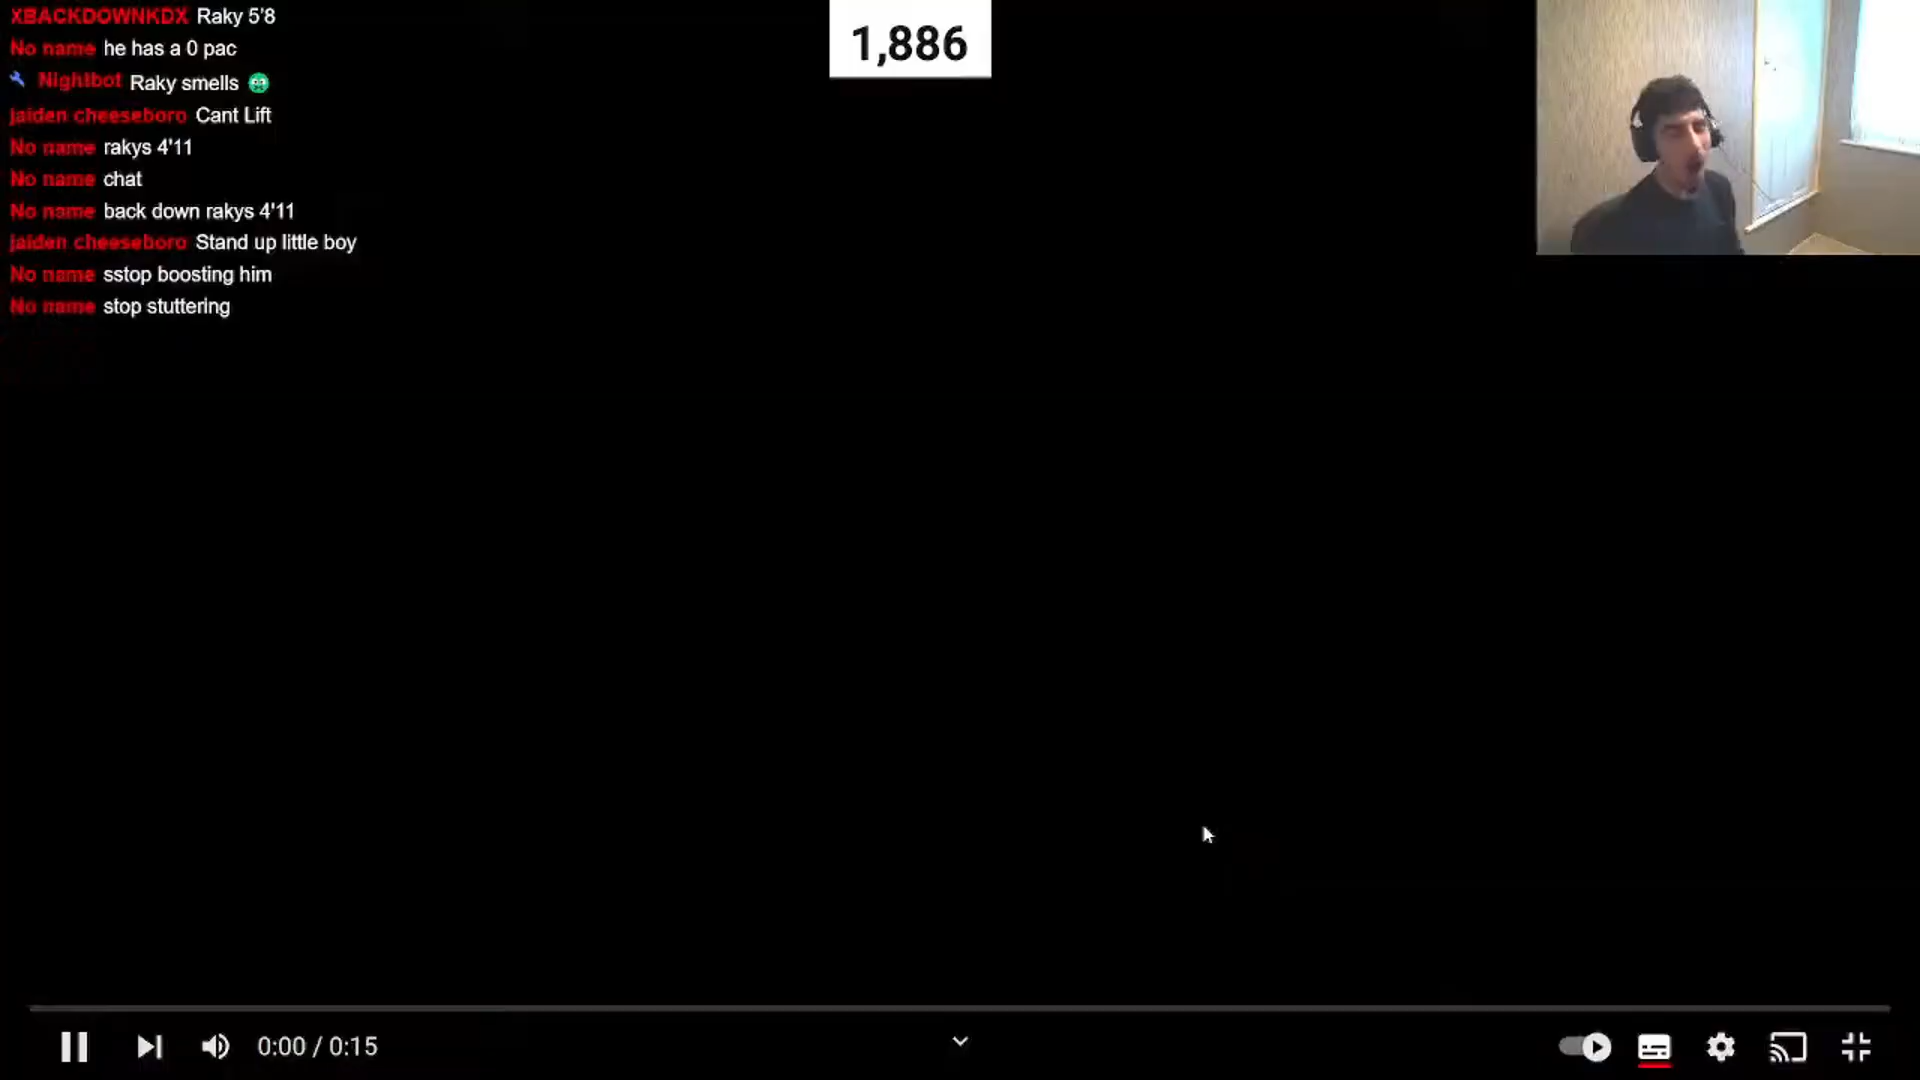 XBACKDOWNKDX Raky 5'8
No name he has a 0 pac
Nightbot Raky smells
jaiden cheeseboro Cant Lift
No name rakys 4'11
No name chat
No name back down rakys 4'11
jaiden cheeseboro Stand up little boy
No name sstop boosting him
No name stop stuttering
1,886
0:00 / 0:15